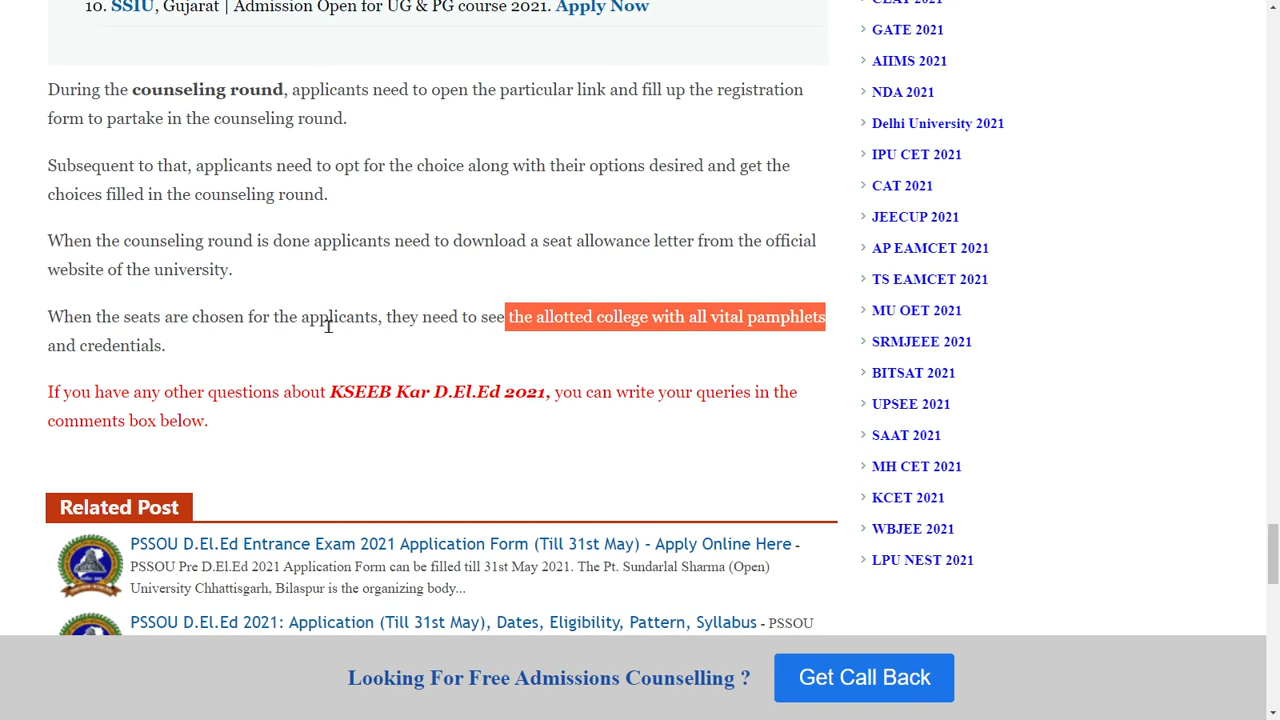 10. SSIU, Gujarat | Admission Open for UG & PG course 2021. Apply Now
During the counseling round, applicants need to open the particular link and fill up the registration
form to partake in the counseling round.
Subsequent to that, applicants need to opt for the choice along with their options desired and get the
choices filled in the counseling round.
When the counseling round is done applicants need to download a seat allowance letter from the official
website of the university.
When the seats are chosen for the applicants, they need to see the allotted college with all vital pamphlets
and credentials.
If you have any other questions about KSEEB Kar D.El.Ed 2021, you can write your queries in the
comments box below.
Related Post
PSSOU D.El.Ed Entrance Exam 2021 Application Form (Till 31st May) – Apply Online Here -
PSSOU Pre D.El.Ed 2021 Application Form can be filled till 31st May 2021. The Pt. Sundarlal Sharma (Open)
University Chhattisgarh, Bilaspur is the organizing body...
PSSOU D.El.Ed 2021: Application (Till 31st May), Dates, Eligibility, Pattern, Syllabus - PSSOU
GATE 2021
AIIMS 2021
NDA 2021
Delhi University 2021
IPU CET 2021
CAT 2021
JEECUP 2021
AP EAMCET 2021
TS EAMCET 2021
MU OET 2021
SRMJEEE 2021
BITSAT 2021
UPSEE 2021
SAAT 2021
MH CET 2021
KCET 2021
WBJEE 2021
LPU NEST 2021
Looking For Free Admissions Counselling ?
Get Call Back